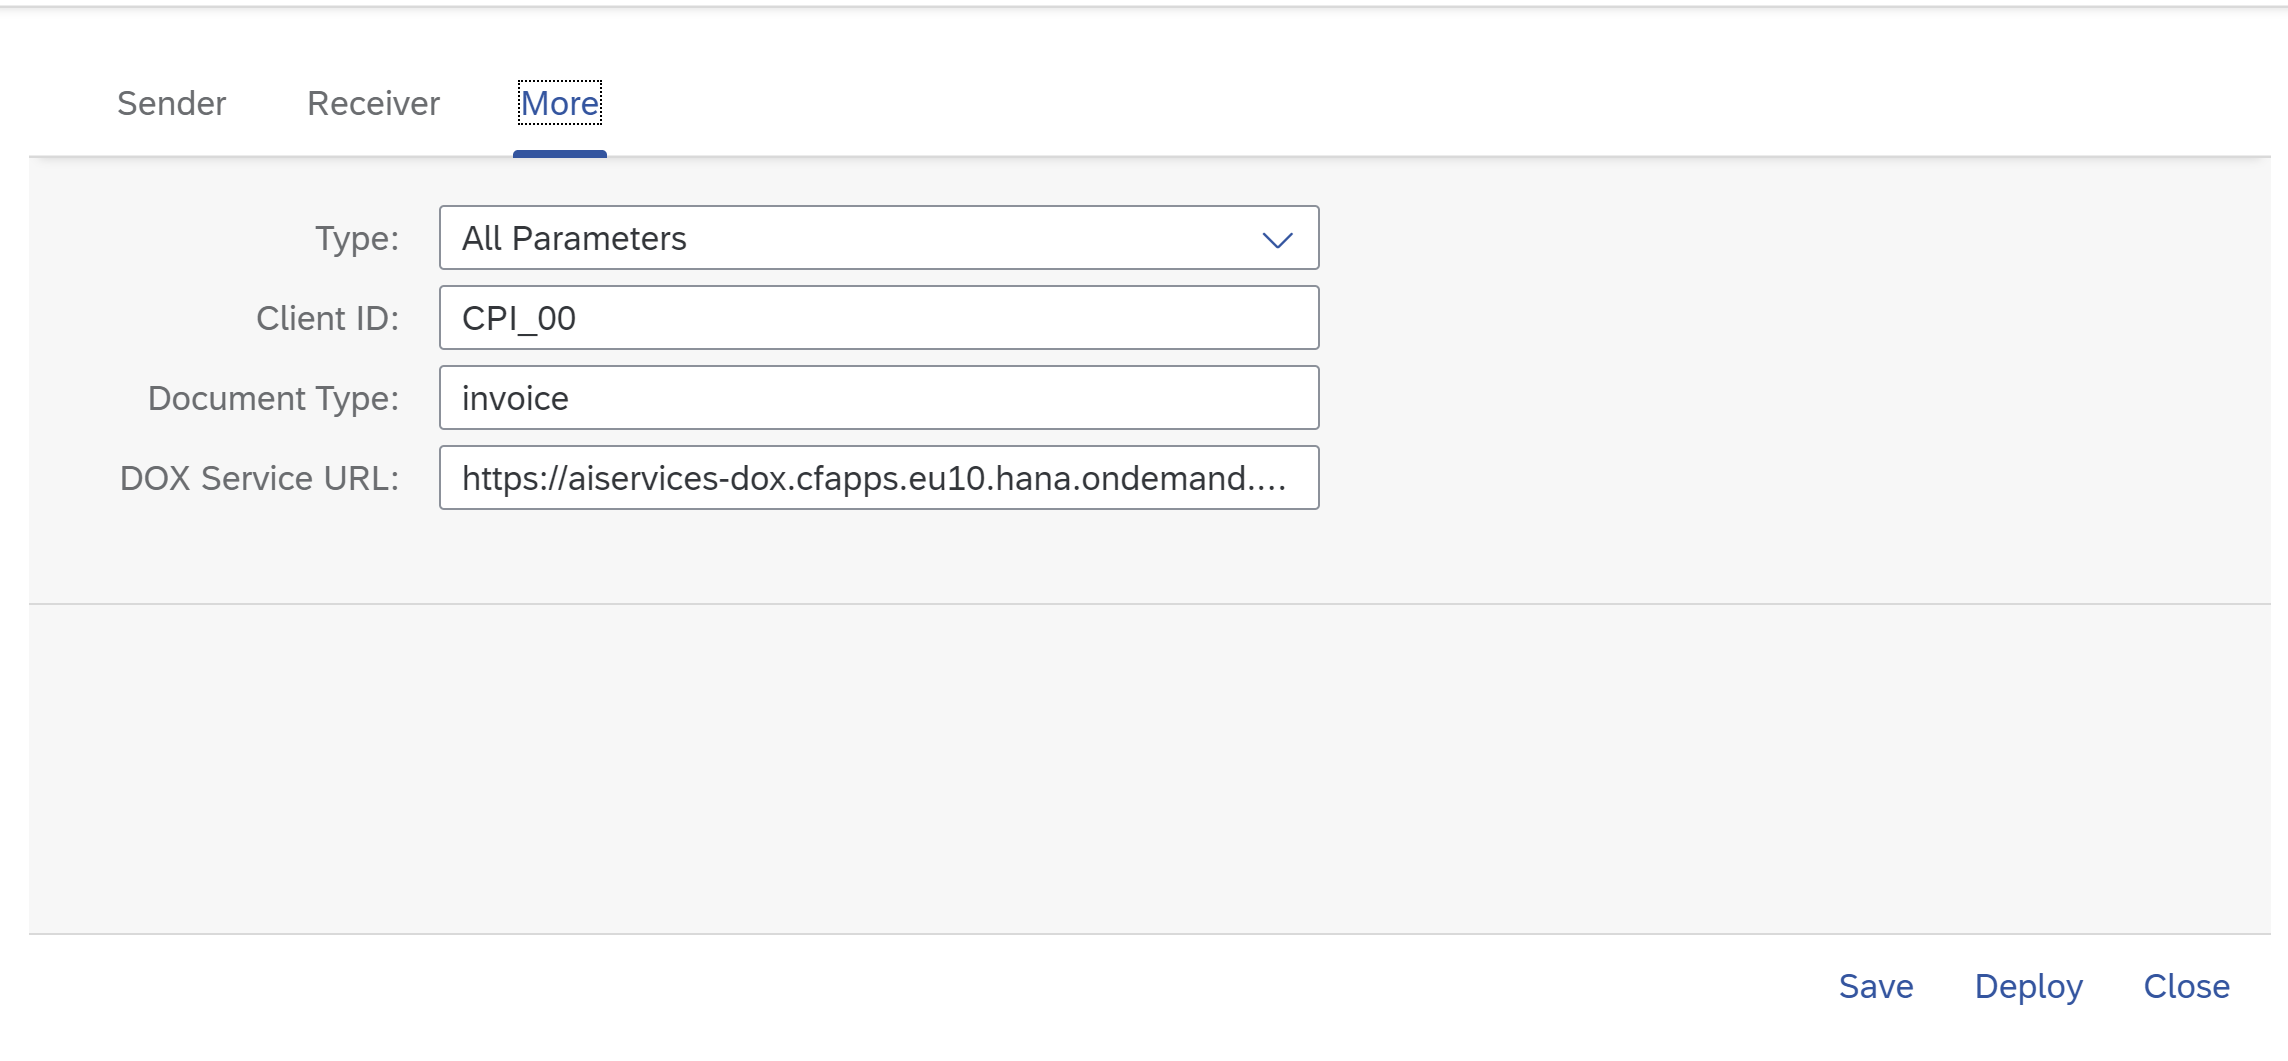 Sender Receiver More
Type: All Parameters
Client ID: CPI_00
Document Type: invoice
DOX Service URL: https://aiservices-dox.cfapps.eu10.hana.ondemand....
Save Deploy Close